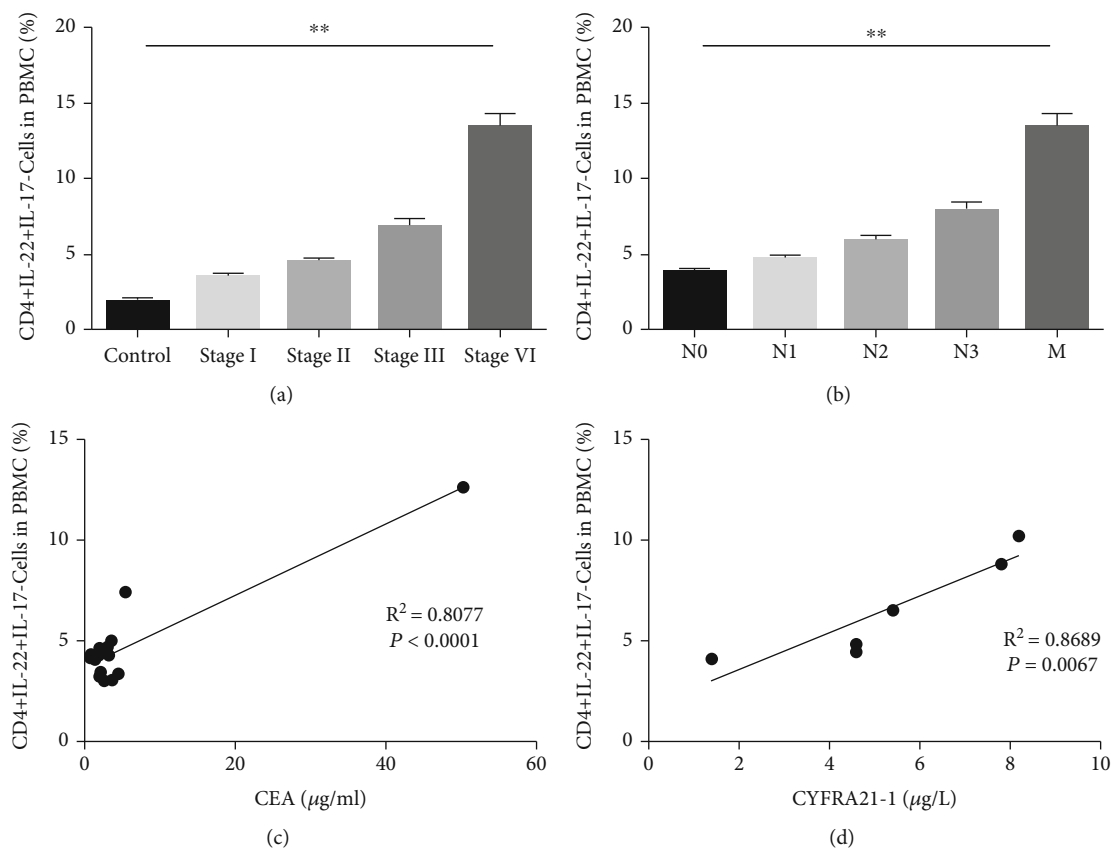 CD4+IL-22+IL-17-Cells in PBMC (%)
20
15
10
5
0
**
Control Stage I Stage II Stage III Stage VI
(a)
CD4+IL-22+IL-17-Cells in PBMC (%)
20
15
10
5
0
**
N0 N1 N2 N3 M
(b)
CD4+IL-22+IL-17-Cells in PBMC (%)
15
10
5
0
R² = 0.8077
P < 0.0001
0 20 40 60
CEA (μg/ml)
(c)
CD4+IL-22+IL-17-Cells in PBMC (%)
15
10
5
0
R² = 0.8689
P = 0.0067
0 2 4 6 8 10
CYFRA21-1 (μg/L)
(d)